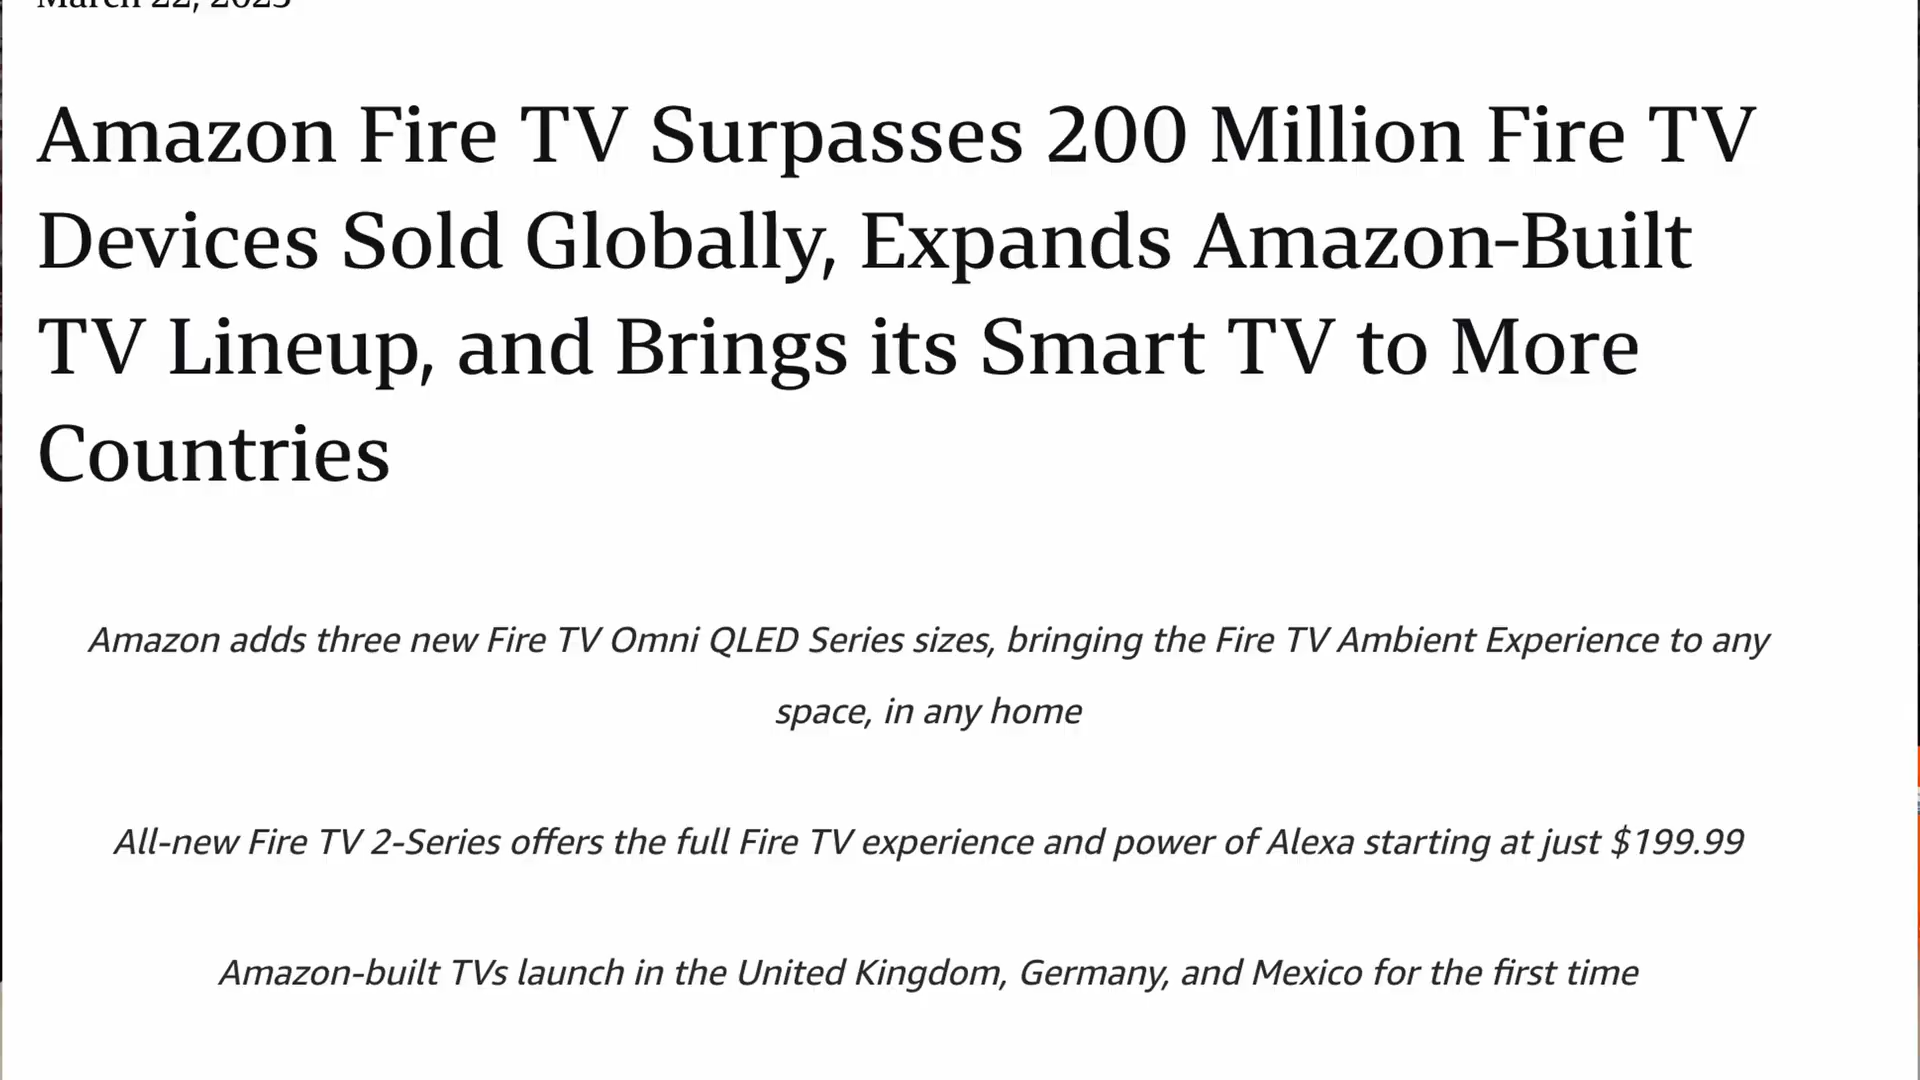 March 22, 2023
Amazon Fire TV Surpasses 200 Million Fire TV
Devices Sold Globally, Expands Amazon-Built
TV Lineup, and Brings its Smart TV to More
Countries
Amazon adds three new Fire TV Omni QLED Series sizes, bringing the Fire TV Ambient Experience to any
space, in any home
All-new Fire TV 2-Series offers the full Fire TV experience and power of Alexa starting at just $199.99
Amazon-built TVs launch in the United Kingdom, Germany, and Mexico for the first time